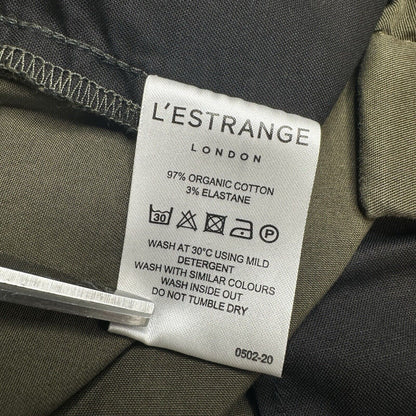 L'ESTRANGE
LONDON
97% ORGANIC COTTON
3% ELASTANE
30 P
WASH AT 30°C USING MILD
DETERGENT
WASH WITH SIMILAR COLOURS
WASH INSIDE OUT
DO NOT TUMBLE DRY
0502-20